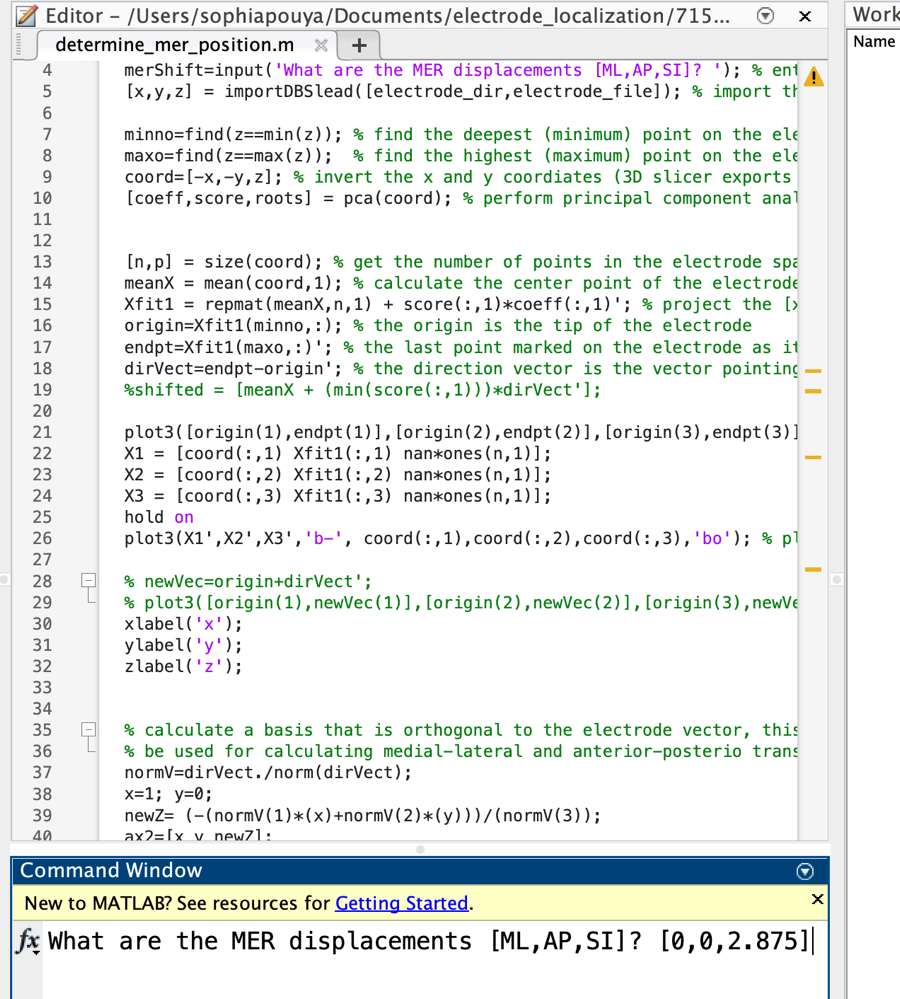 Editor – /Users/sophiapouya/Documents/electrode_localization/715...
Work
determine_mer_position.m
Name
4 merShift=input('What are the MER displacements [ML,AP,SI]? '); % ent
5 [x,y,z] = importDBSlead([electrode_dir,electrode_file]); % import th
6
7 minno=find(z==min(z)); % find the deepest (minimum) point on the ele
8 maxo=find(z==max(z));  % find the highest (maximum) point on the ele
9 coord=[-x,-y,z]; % invert the x and y coordiates (3D slicer exports
10 [coeff,score,roots] = pca(coord); % perform principal component anal
11
12
13 [n,p] = size(coord); % get the number of points in the electrode spa
14 meanX = mean(coord,1); % calculate the center point of the electrode
15 Xfit1 = repmat(meanX,n,1) + score(:,1)*coeff(:,1)'; % project the [x
16 origin=Xfit1(minno,:); % the origin is the tip of the electrode
17 endpt=Xfit1(maxo,:)'; % the last point marked on the electrode as it
18 dirVect=endpt-origin'; % the direction vector is the vector pointing
19 %shifted = [meanX + (min(score(:,1)))*dirVect'];
20
21 plot3([origin(1),endpt(1)],[origin(2),endpt(2)],[origin(3),endpt(3)]
22 X1 = [coord(:,1) Xfit1(:,1) nan*ones(n,1)];
23 X2 = [coord(:,2) Xfit1(:,2) nan*ones(n,1)];
24 X3 = [coord(:,3) Xfit1(:,3) nan*ones(n,1)];
25 hold on
26 plot3(X1',X2',X3','b-', coord(:,1),coord(:,2),coord(:,3),'bo'); % pl
27
28 % newVec=origin+dirVect';
29 % plot3([origin(1),newVec(1)],[origin(2),newVec(2)],[origin(3),newVe
30 xlabel('x');
31 ylabel('y');
32 zlabel('z');
33
34
35 % calculate a basis that is orthogonal to the electrode vector, this
36 % be used for calculating medial-lateral and anterior-posterio trans
37 normV=dirVect./norm(dirVect);
38 x=1; y=0;
39 newZ= (-(normV(1)*(x)+normV(2)*(y)))/(normV(3));
40 ax2=[x y newZ];
Command Window
New to MATLAB? See resources for Getting Started.
fx What are the MER displacements [ML,AP,SI]? [0,0,2.875]